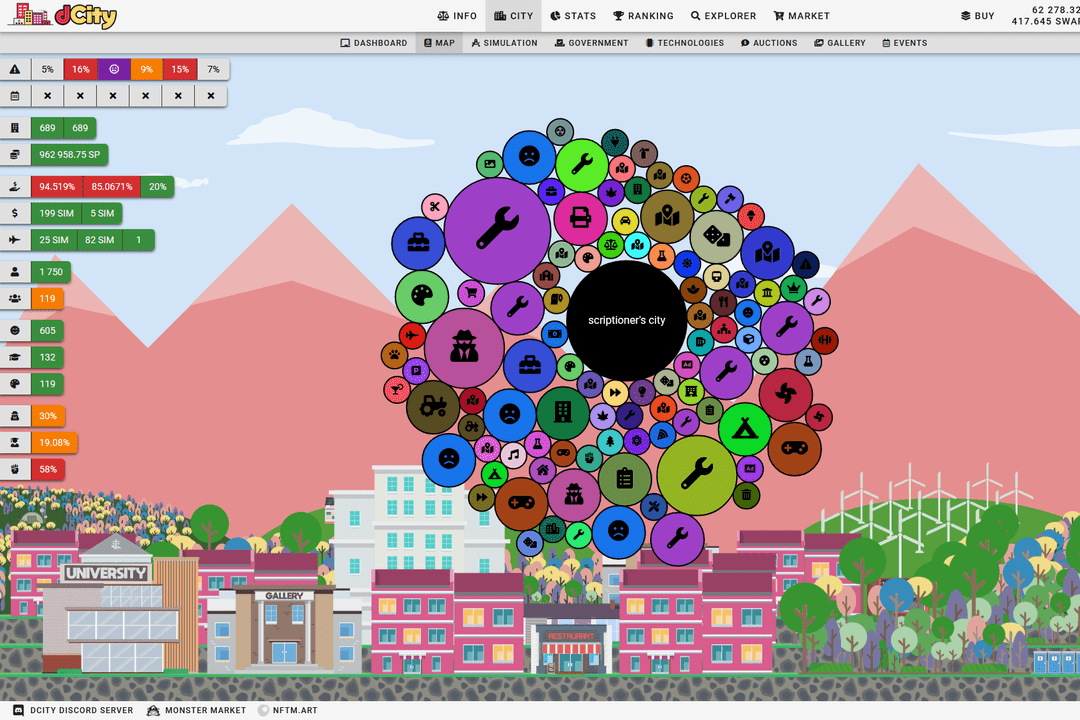 dCity
INFO
CITY
STATS
RANKING
EXPLORER
MARKET
BUY
62 278.32
417.645 SWA
DASHBOARD
MAP
SIMULATION
GOVERNMENT
TECHNOLOGIES
AUCTIONS
GALLERY
EVENTS
5%
16%
9%
15%
7%
689
689
962 958.75 SP
94.519%
85.0671%
20%
199 SIM
5 SIM
25 SIM
82 SIM
1
1 750
119
605
132
119
30%
19.08%
58%
scriptioner's city
UNIVERSITY
GALLERY
RESTAURANT
DCITY DISCORD SERVER
MONSTER MARKET
NFTM.ART